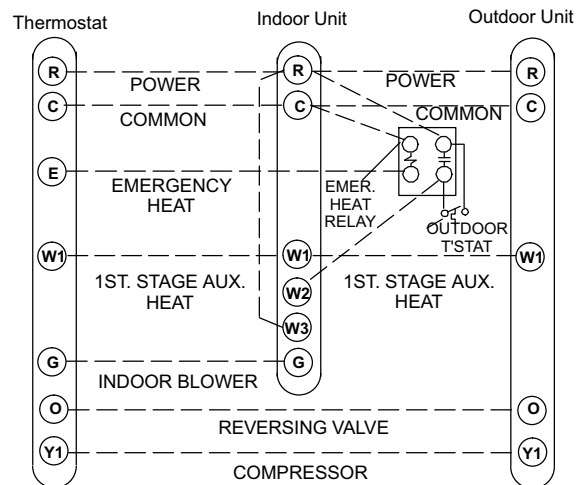 Thermostat
Indoor Unit
Outdoor Unit
R
R
R
POWER
POWER
C
C
C
COMMON
COMMON
E
EMERGENCY
HEAT
EMER.
HEAT
RELAY
OUTDOOR
T'STAT
W1
W1
W1
1ST. STAGE AUX.
HEAT
1ST. STAGE AUX.
HEAT
W2
W3
G
G
INDOOR BLOWER
O
O
REVERSING VALVE
Y1
Y1
COMPRESSOR